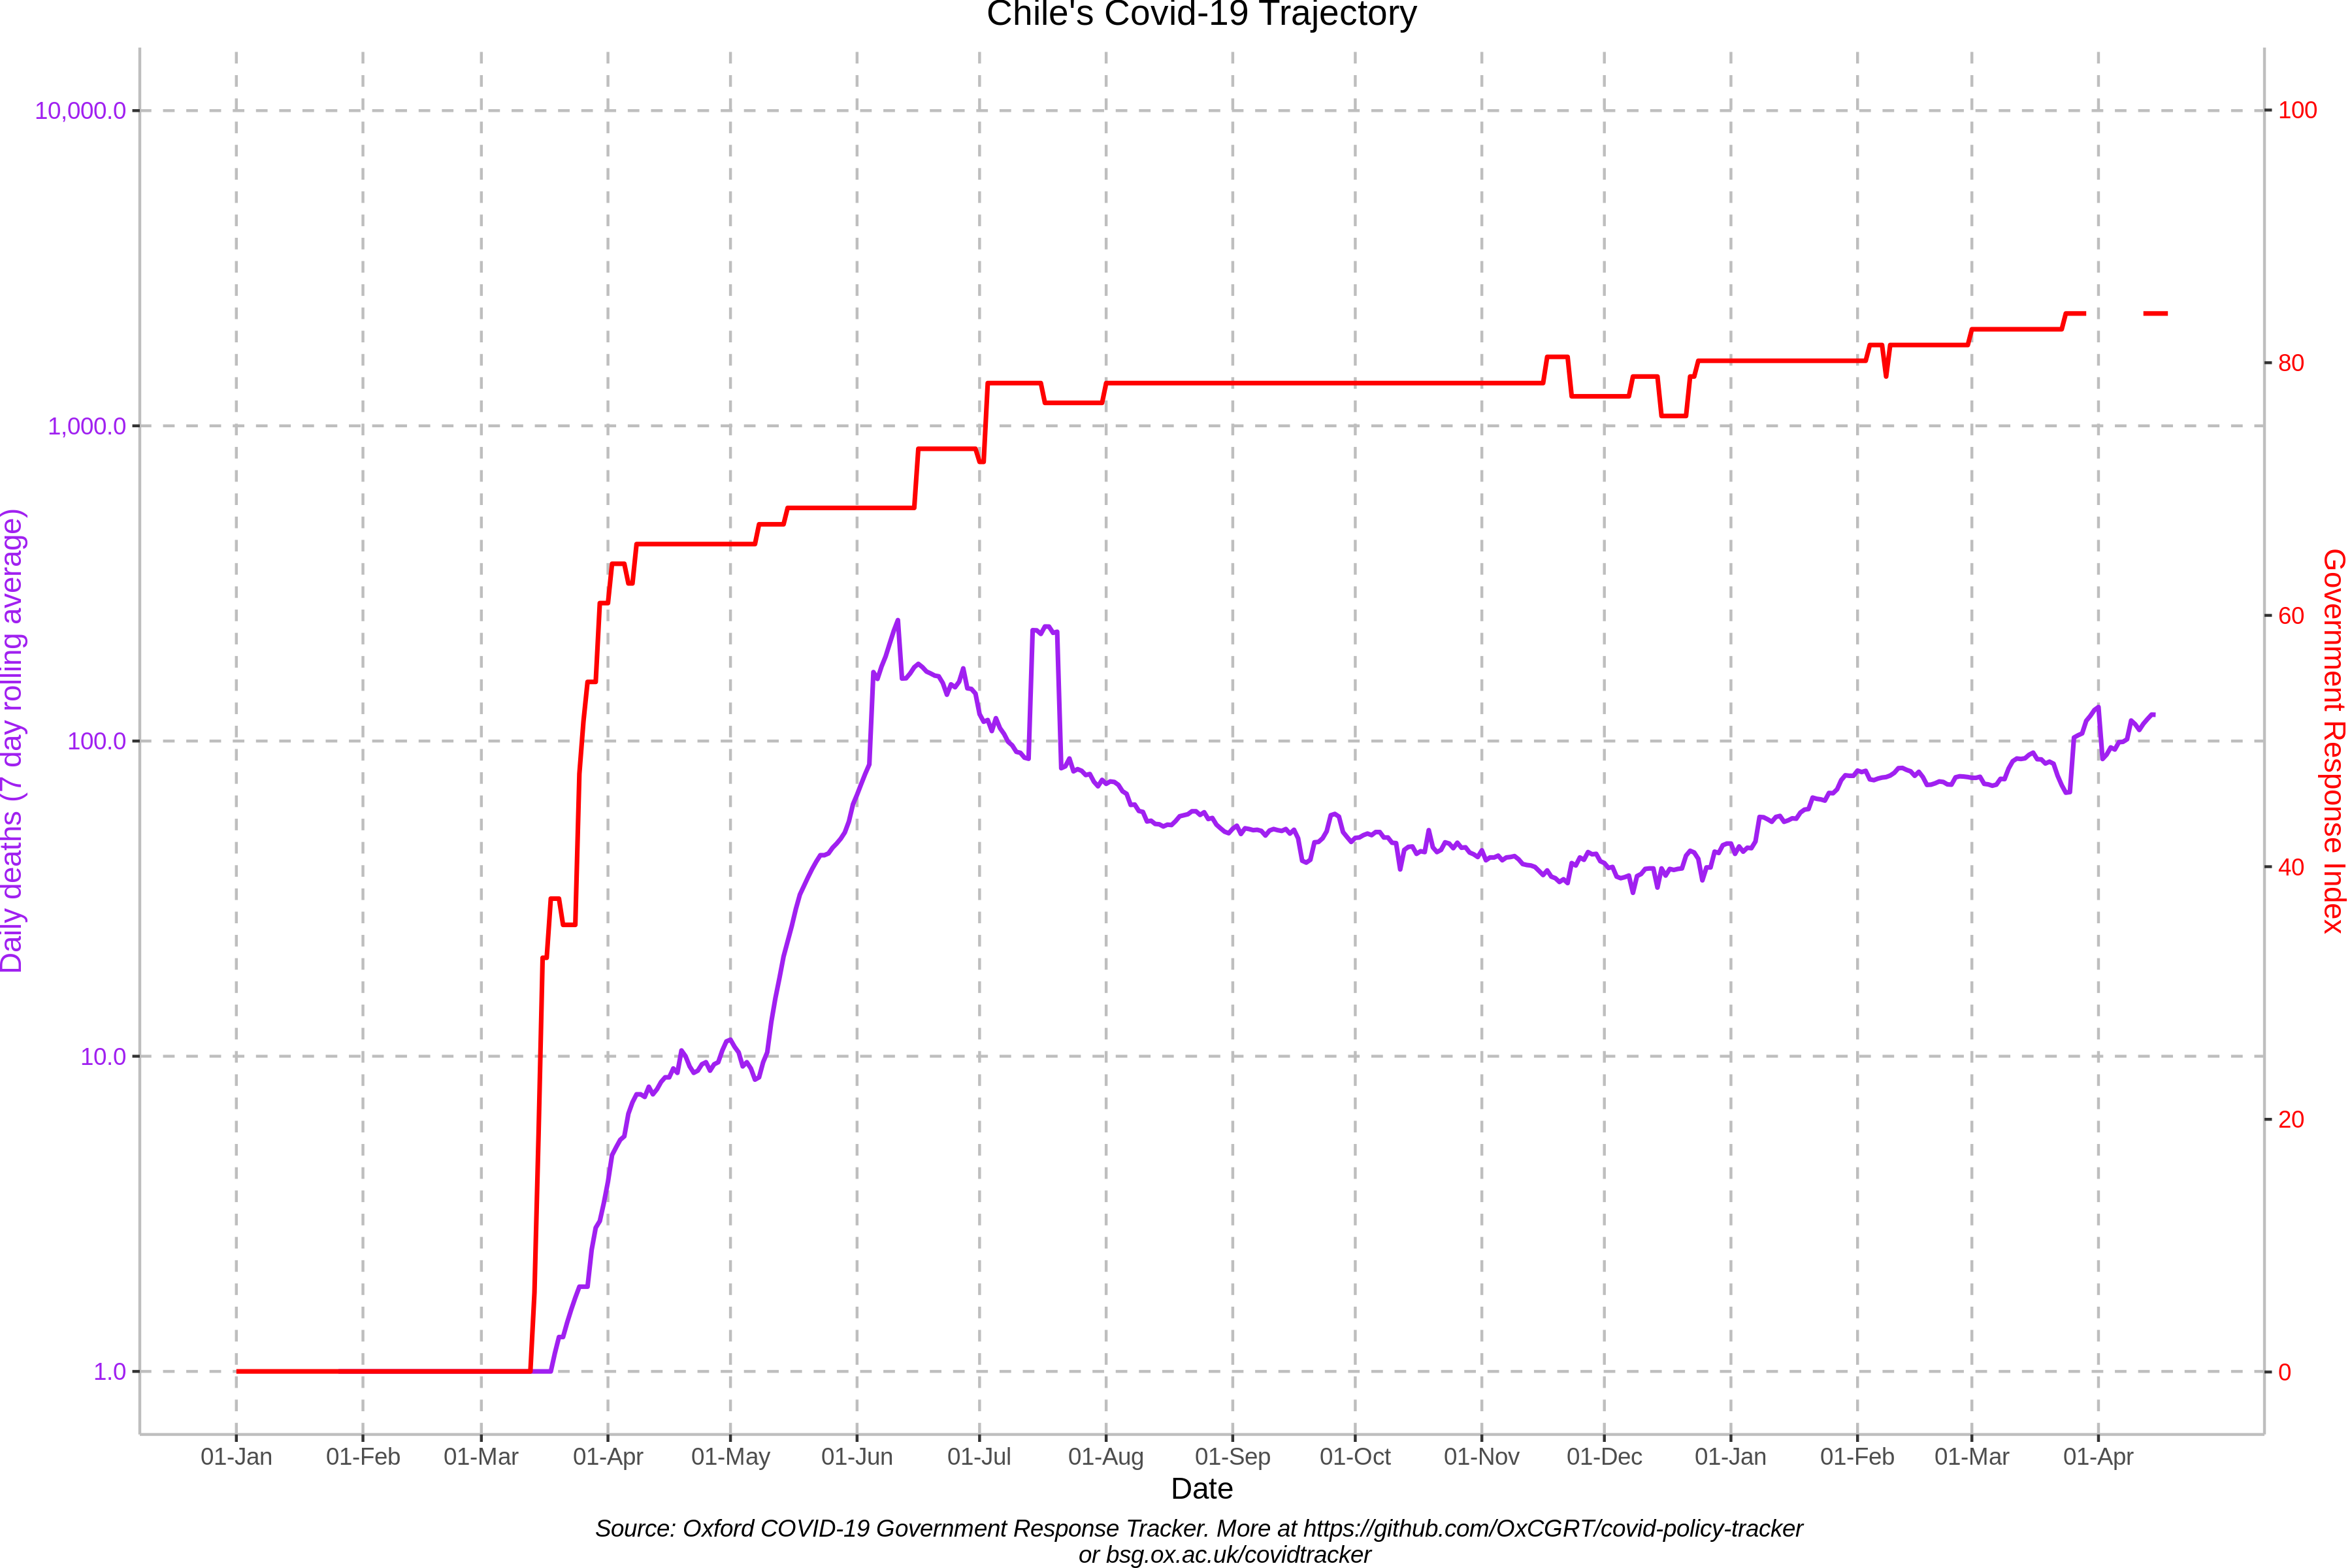 Chile's Covid-19 Trajectory
10,000.0
1,000.0
100.0
10.0
1.0
Daily deaths (7 day rolling average)
100
80
60
40
20
0
Government Response Index
01-Jan 01-Feb 01-Mar 01-Apr 01-May 01-Jun 01-Jul 01-Aug 01-Sep 01-Oct 01-Nov 01-Dec 01-Jan 01-Feb 01-Mar 01-Apr
Date
Source: Oxford COVID-19 Government Response Tracker. More at https://github.com/OxCGRT/covid-policy-tracker
or bsg.ox.ac.uk/covidtracker